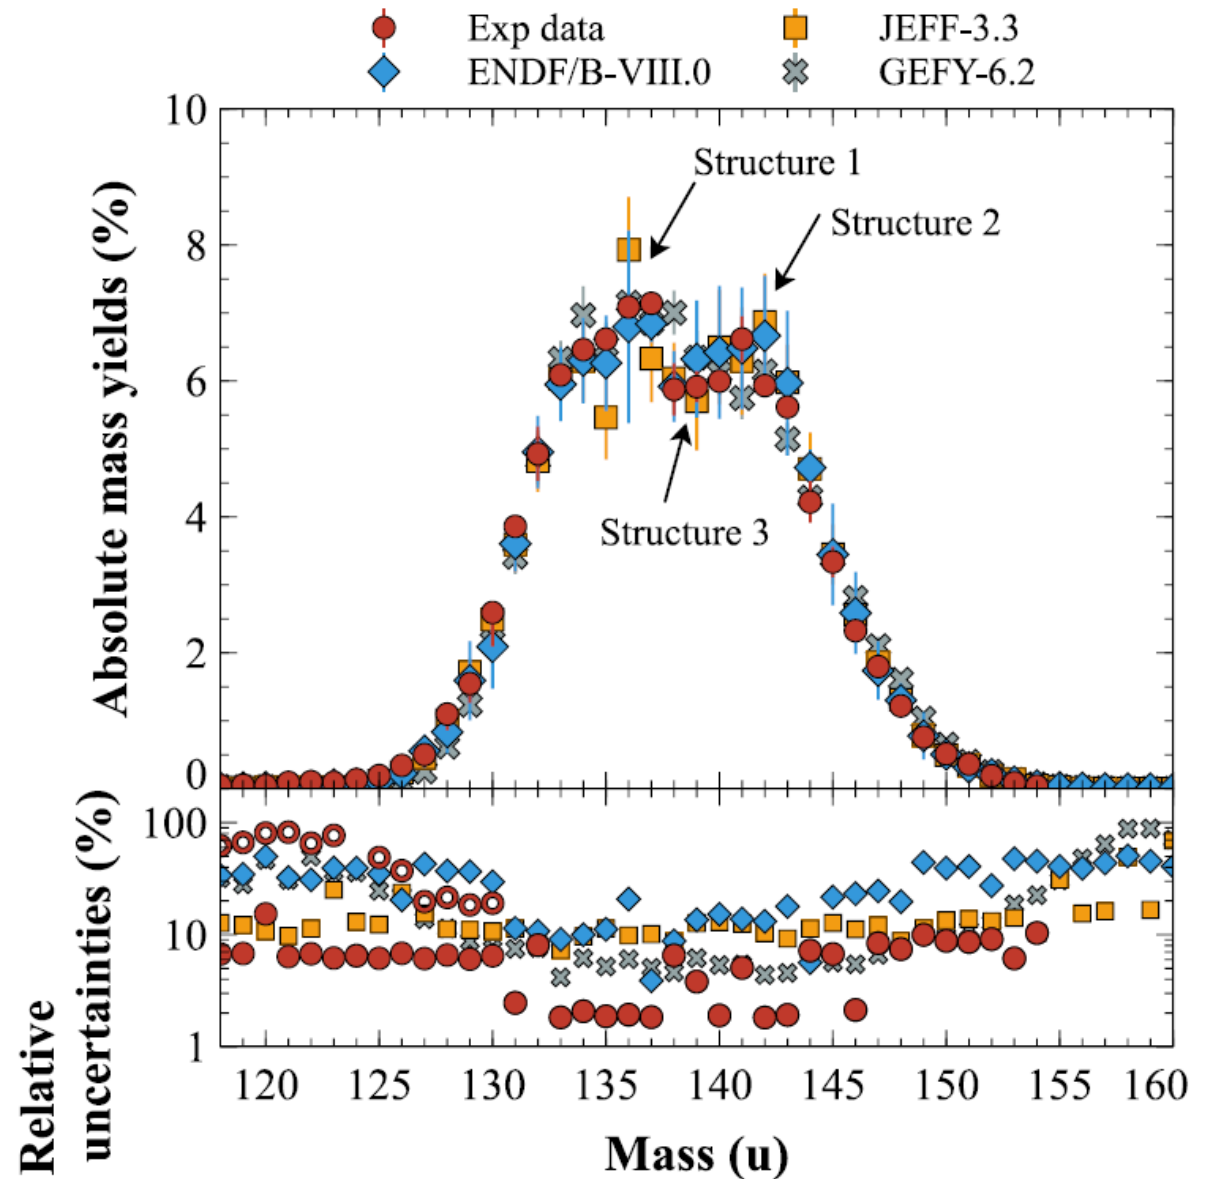 Exp data
JEFF-3.3
ENDF/B-VIII.0
GEFY-6.2
10
8
6
4
2
0
Absolute mass yields (%)
Structure 1
Structure 2
Structure 3
100
10
1
Relative
uncertainties (%)
120 125 130 135 140 145 150 155 160
Mass (u)